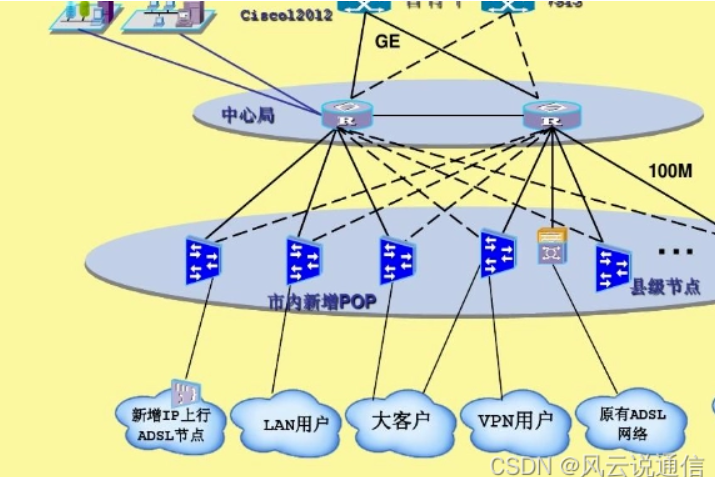 Cisco12012
GE
中心局
R
R
100M
...
市内新增POP
县级节点
新增IP上行
ADSL节点
LAN用户
大客户
VPN用户
原有ADSL
网络
CSDN @风云说通信